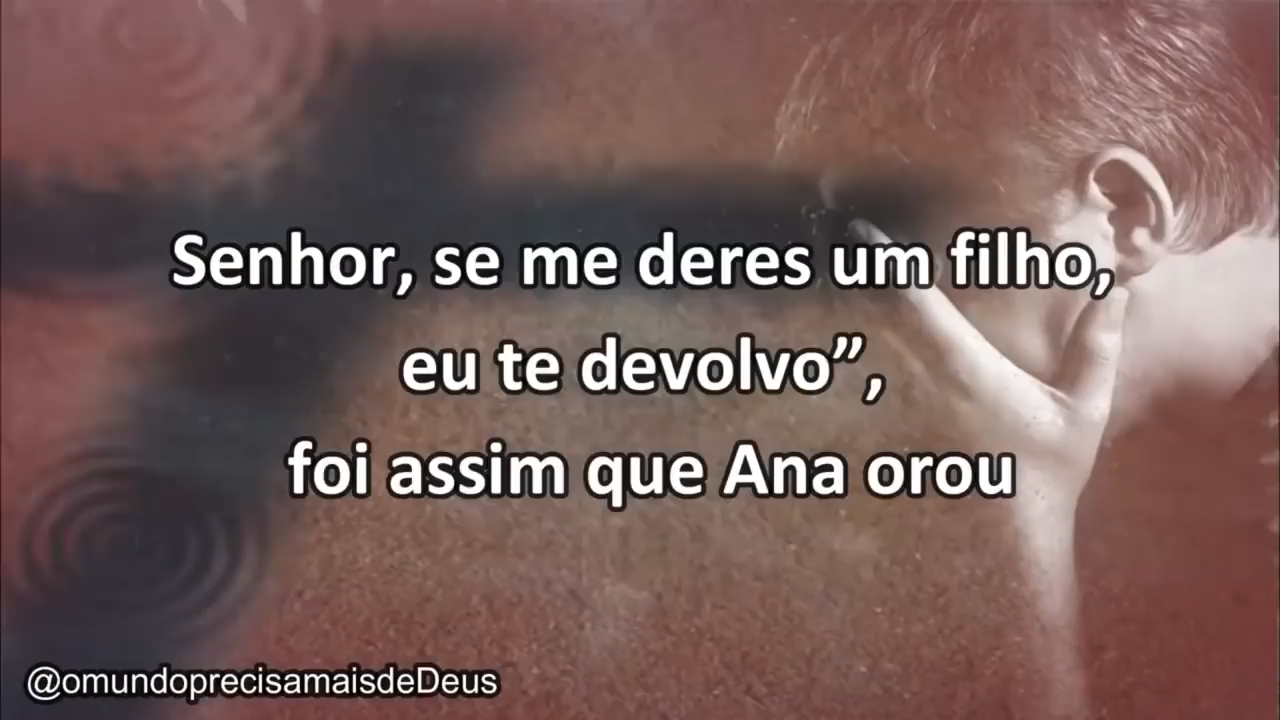 Senhor, se me deres um filho,
eu te devolvo”,
foi assim que Ana orou
@omundoprecisamaisdeDeus